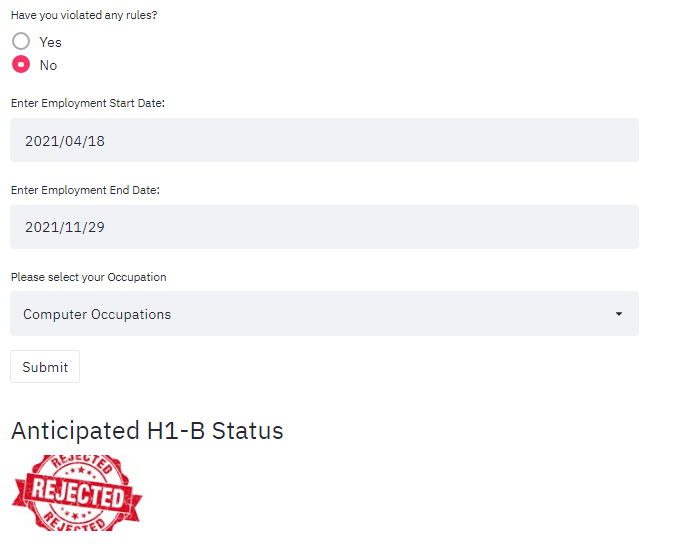 Have you violated any rules?
Yes
No
Enter Employment Start Date:
2021/04/18
Enter Employment End Date:
2021/11/29
Please select your Occupation
Computer Occupations
Submit
Anticipated H1-B Status
REJECTED
REJECTED
REJECTED